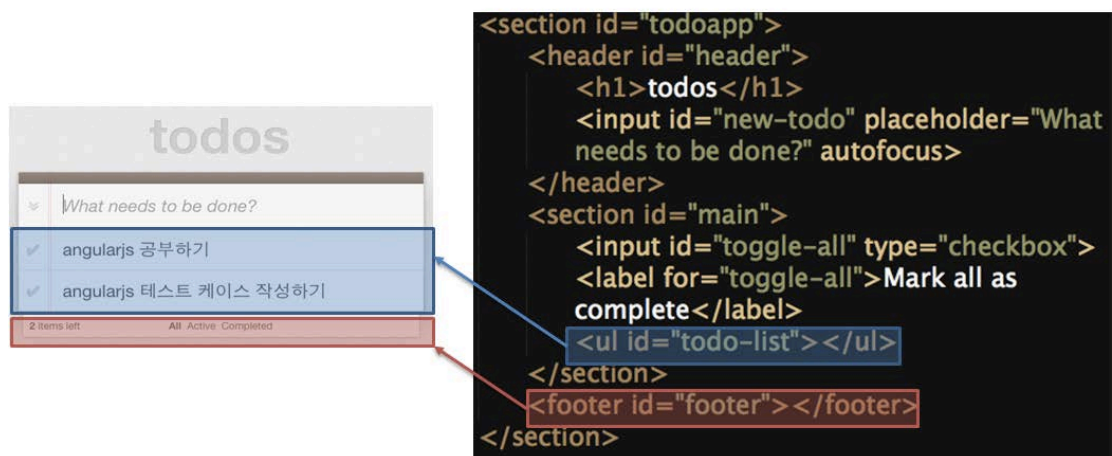 todos
What needs to be done?
angularjs 공부하기
angularjs 테스트 케이스 작성하기
2 items left All Active Completed
<section id="todoapp">
<header id="header">
<h1>todos</h1>
<input id="new-todo" placeholder="What
needs to be done?" autofocus>
</header>
<section id="main">
<input id="toggle-all" type="checkbox">
<label for="toggle-all">Mark all as
complete</label>
<ul id="todo-list"></ul>
</section>
<footer id="footer"></footer>
</section>